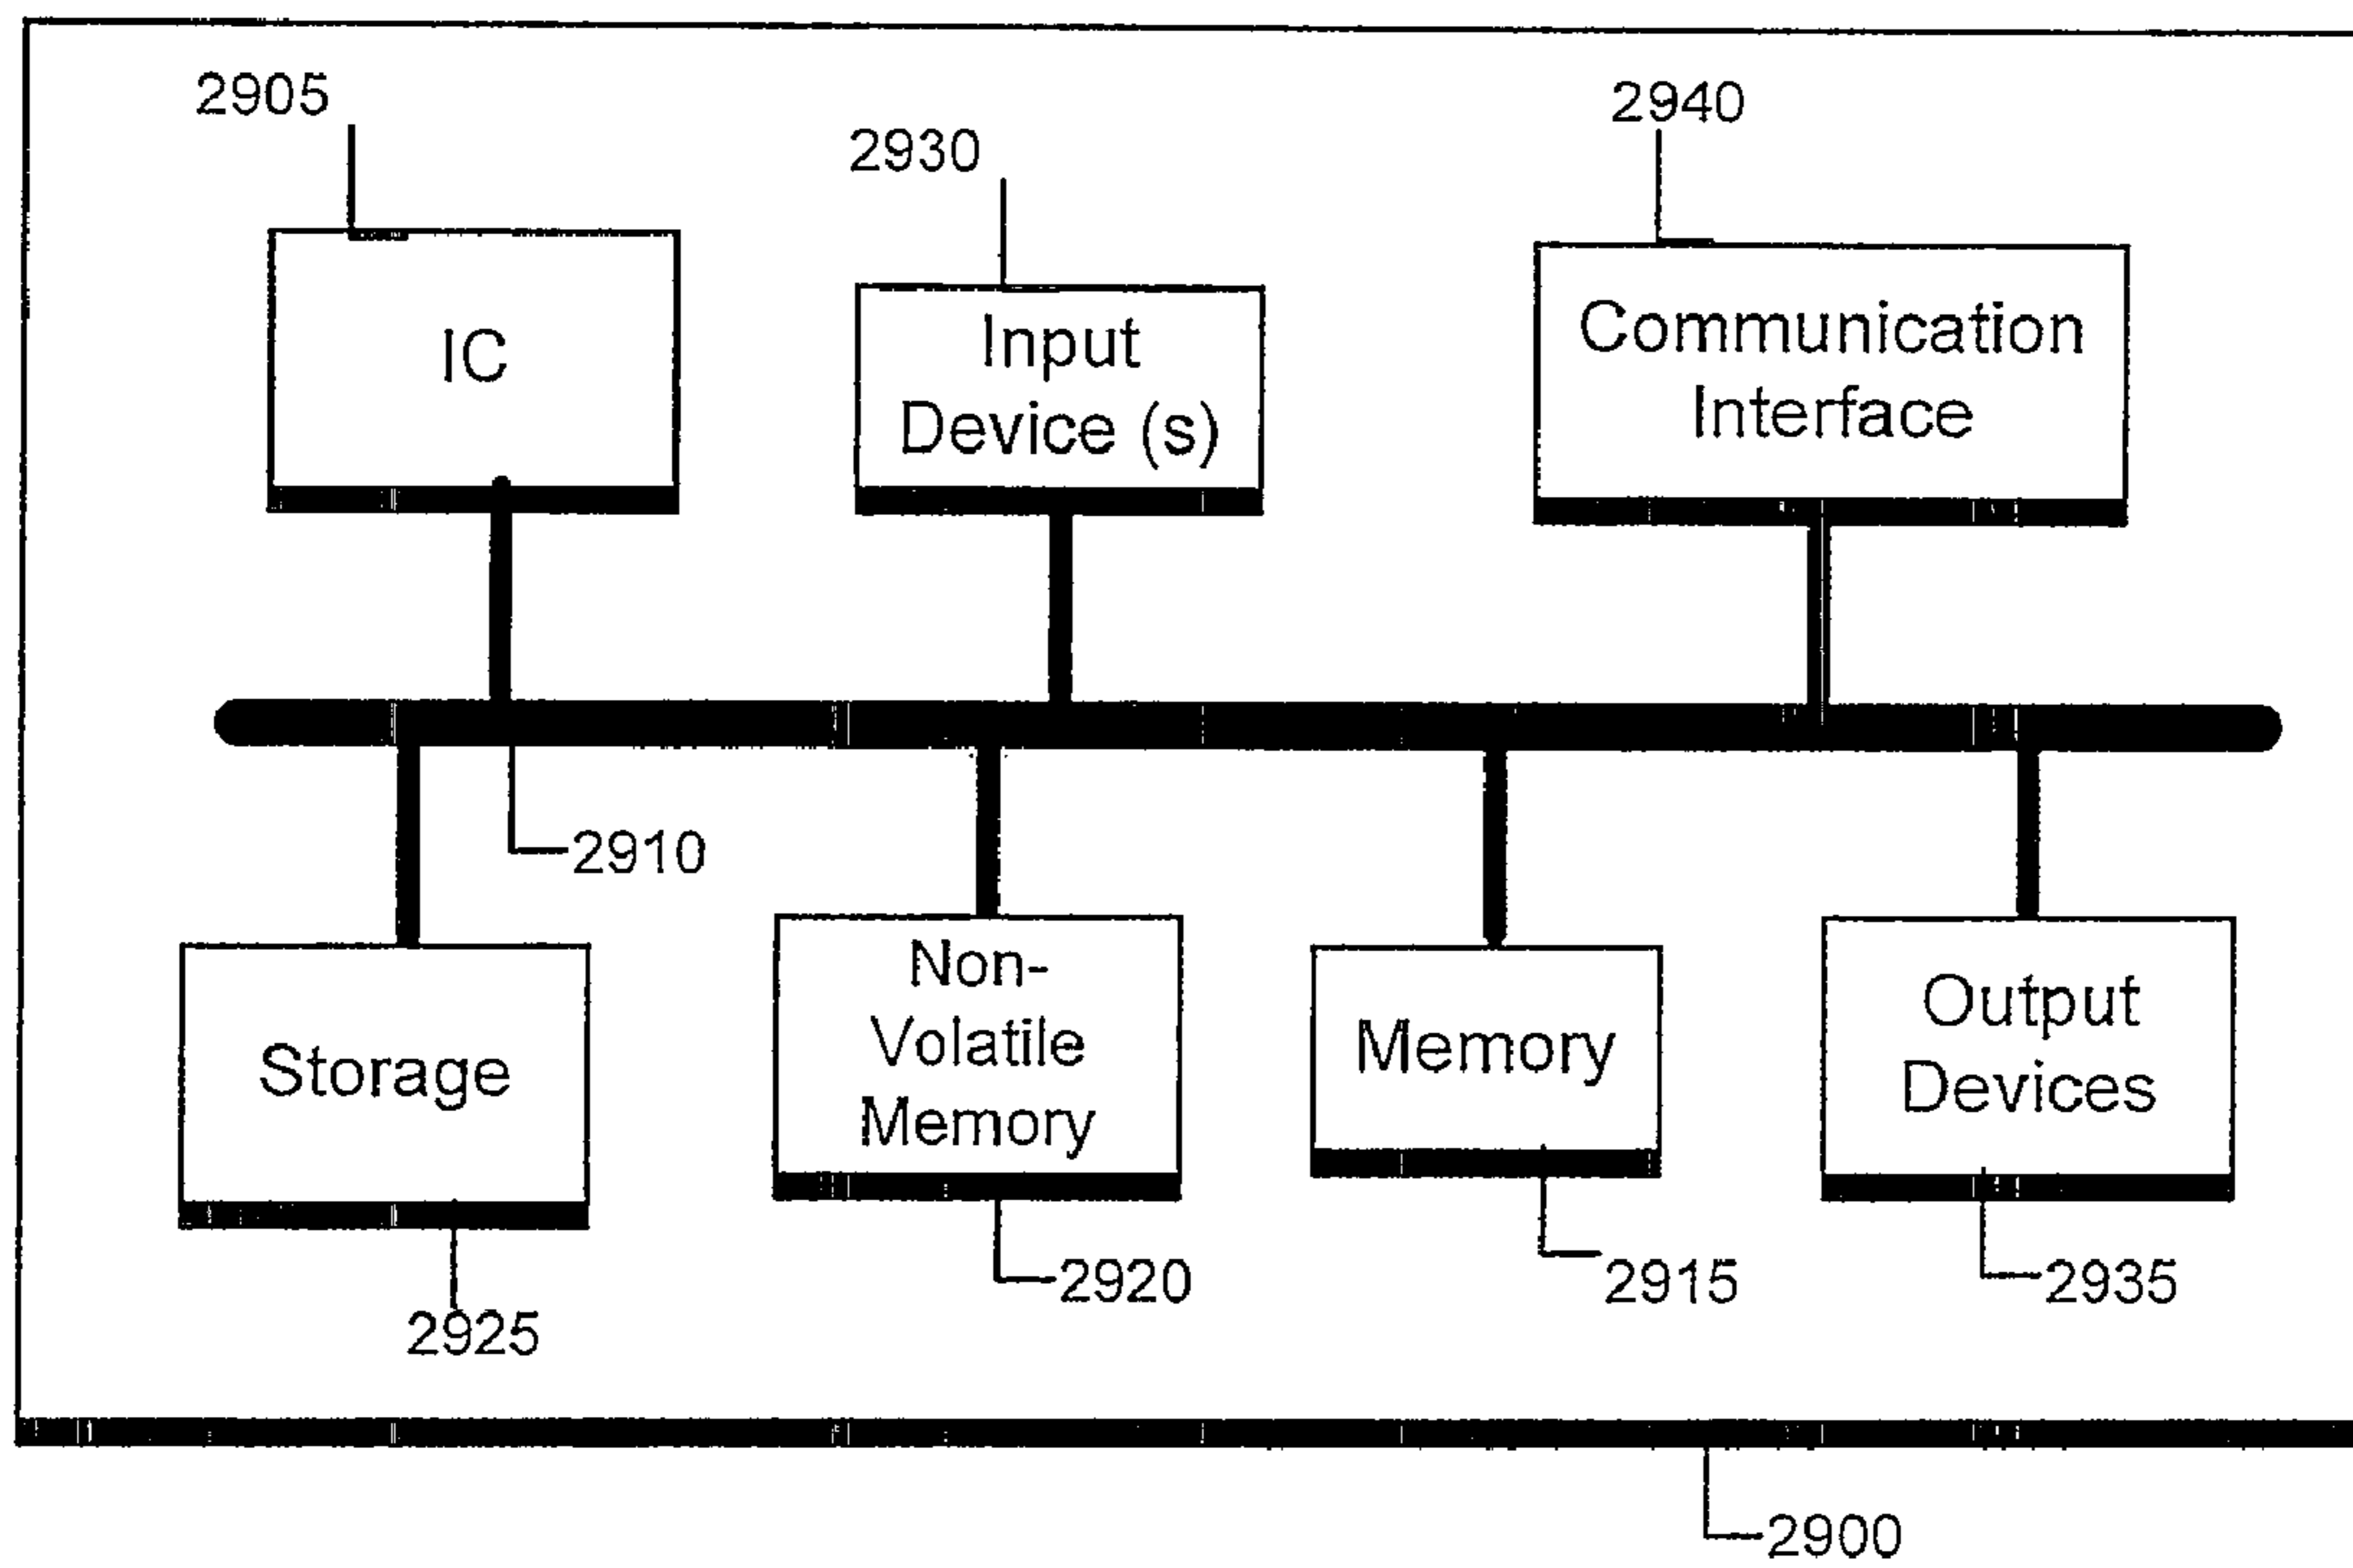 2905
2930
2940
IC
Input
Device (s)
Communication
Interface
2910
Storage
Non-
Volatile
Memory
Memory
Output
Devices
2925
2920
2915
2935
2900